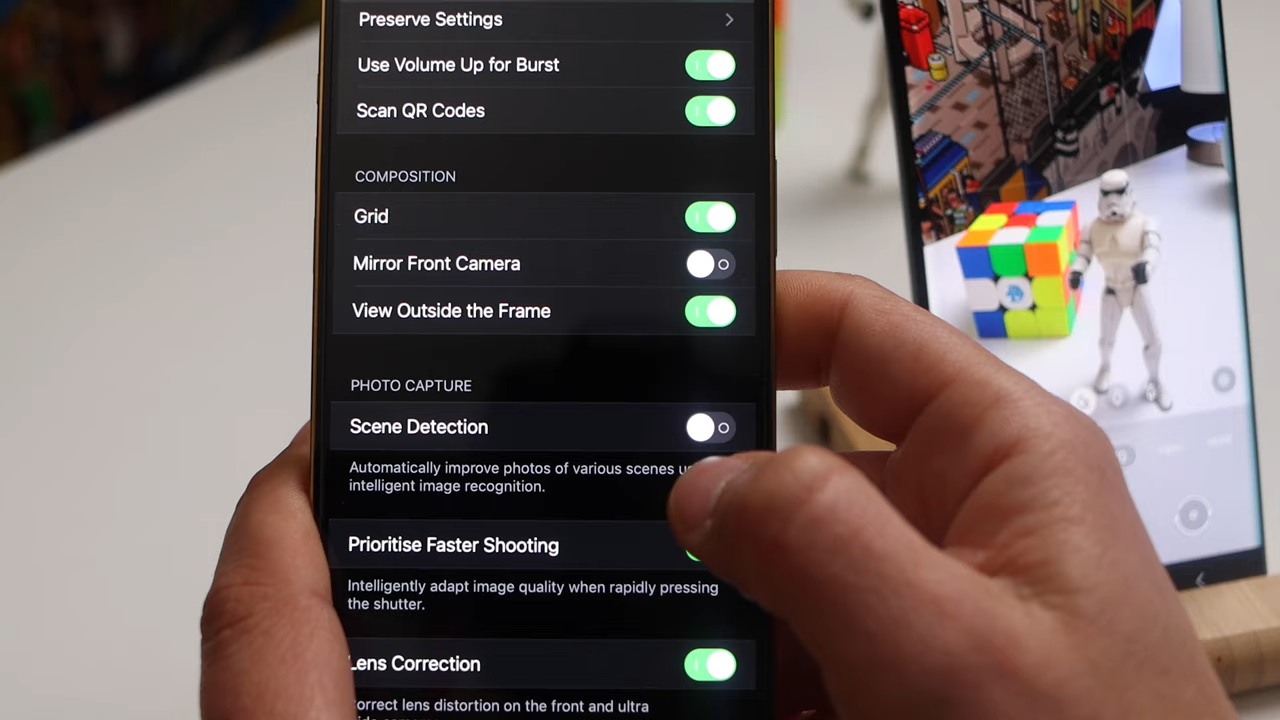 Preserve Settings
Use Volume Up for Burst
Scan QR Codes
COMPOSITION
Grid
Mirror Front Camera
View Outside the Frame
PHOTO CAPTURE
Scene Detection
Automatically improve photos of various scenes
intelligent image recognition.
Prioritise Faster Shooting
Intelligently adapt image quality when rapidly pressing
the shutter.
Lens Correction
orrect lens distortion on the front and ultra